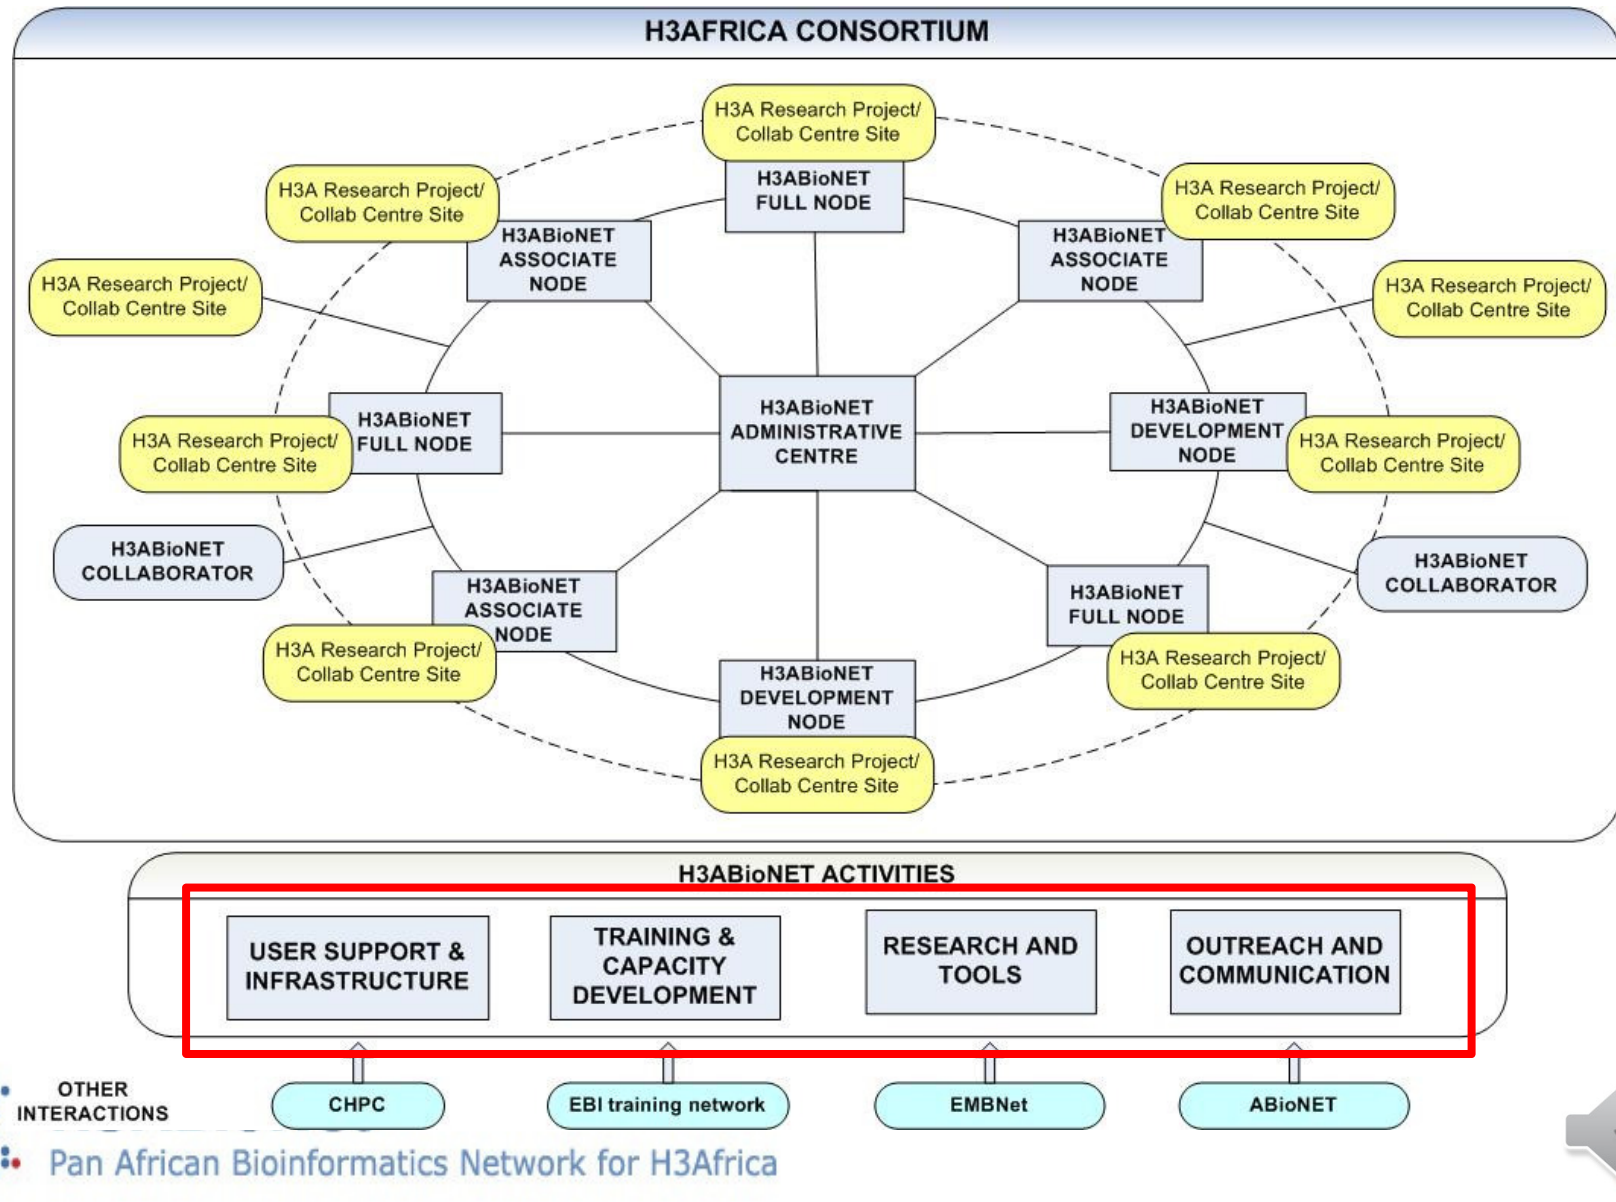 H3AFRICA CONSORTIUM
H3A Research Project/
Collab Centre Site
H3ABioNET
FULL NODE
H3A Research Project/
Collab Centre Site
H3ABioNET
ASSOCIATE
NODE
H3A Research Project/
Collab Centre Site
H3ABioNET
ASSOCIATE
NODE
H3A Research Project/
Collab Centre Site
H3A Research Project/
Collab Centre Site
H3ABioNET
FULL NODE
H3A Research Project/
Collab Centre Site
H3ABioNET
ADMINISTRATIVE
CENTRE
H3ABioNET
DEVELOPMENT
NODE
H3A Research Project/
Collab Centre Site
H3ABioNET
COLLABORATOR
H3ABioNET
COLLABORATOR
H3ABioNET
ASSOCIATE
NODE
H3A Research Project/
Collab Centre Site
H3ABioNET
FULL NODE
H3A Research Project/
Collab Centre Site
H3ABioNET
DEVELOPMENT
NODE
H3A Research Project/
Collab Centre Site
H3ABioNET ACTIVITIES
USER SUPPORT &
INFRASTRUCTURE
TRAINING &
CAPACITY
DEVELOPMENT
RESEARCH AND
TOOLS
OUTREACH AND
COMMUNICATION
OTHER
INTERACTIONS
CHPC
EBI training network
EMBNet
ABioNET
Pan African Bioinformatics Network for H3Africa